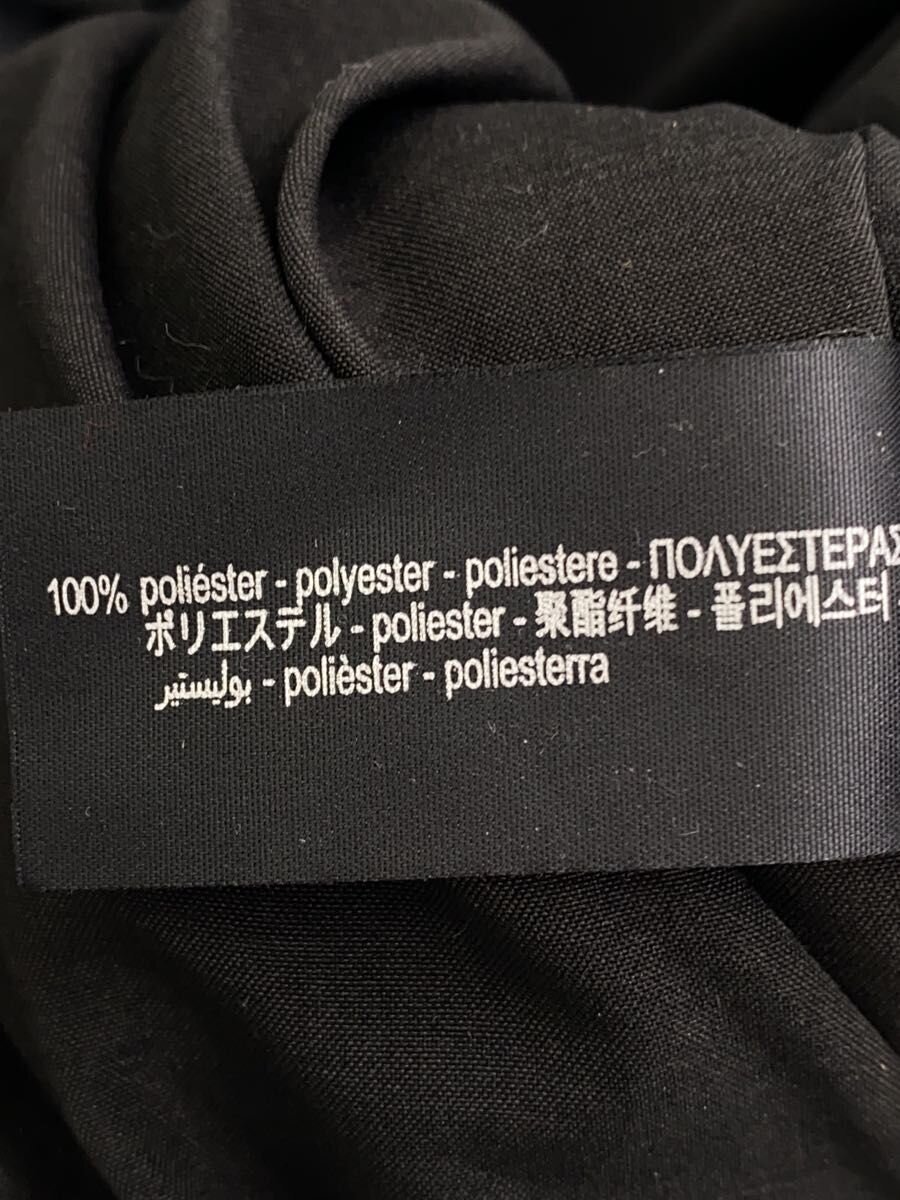 100% poliéster - polyester - poliestere - ΠΟΛΥΕΣΤΕΡΑΣ
ポリエステル - poliester - 聚酯纤维 - 폴리에스터 -
بوليستير - polièster - poliesterra